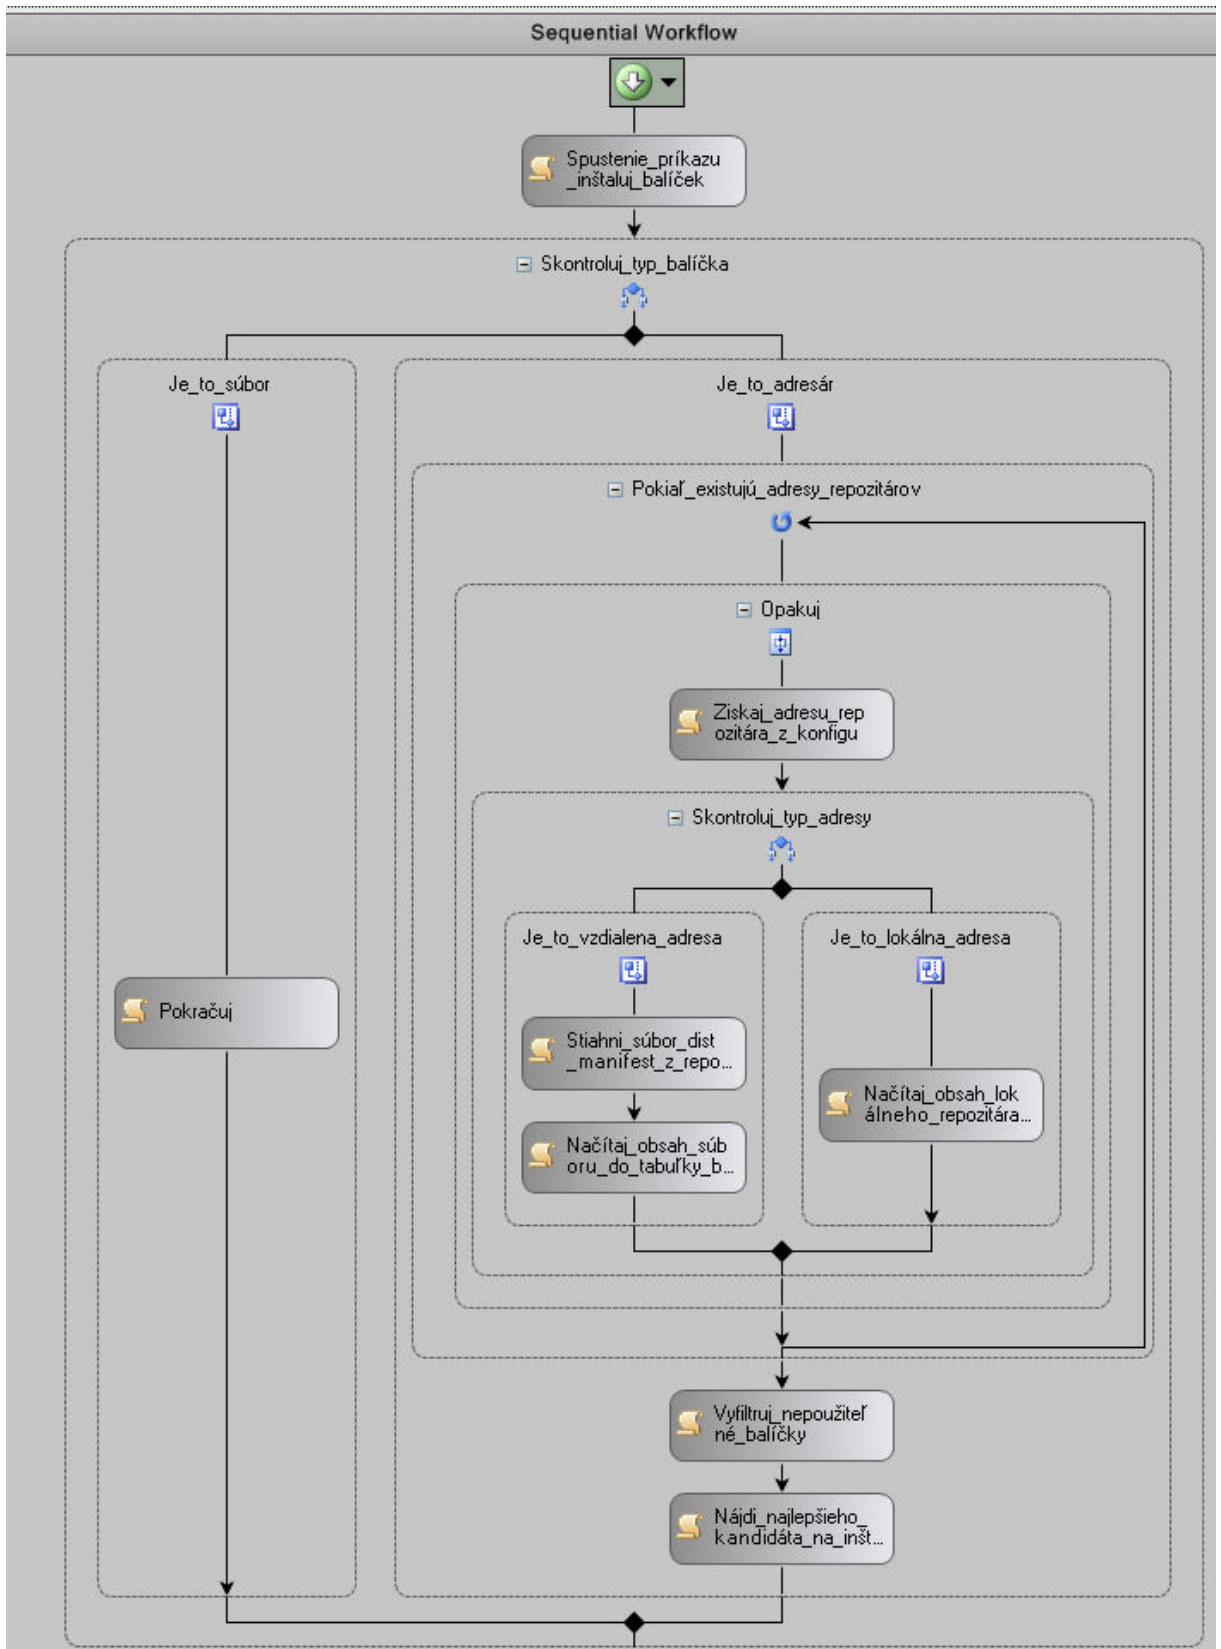 Sequential Workflow
Spustenie_príkazu
_inštaluj_balíček
Skontroluj_typ_balíčka
Je_to_súbor
Je_to_adresár
Pokiaľ_existujú_adresy_repozitárov
Opakuj
Ziskaj_adresu_rep
ozitára_z_konfigu
Skontroluj_typ_adresy
Je_to_vzdialena_adresa
Je_to_lokálna_adresa
Pokračuj
Stiahni_súbor_dist
_manifest_z_repo...
Načítaj_obsah_lok
álneho_repozitára...
Načítaj_obsah_súb
oru_do_tabuľky_b...
Vyfiltruj_nepoužiteľ
né_balíčky
Nájdi_najlepšieho_
kandidáta_na_inšt...